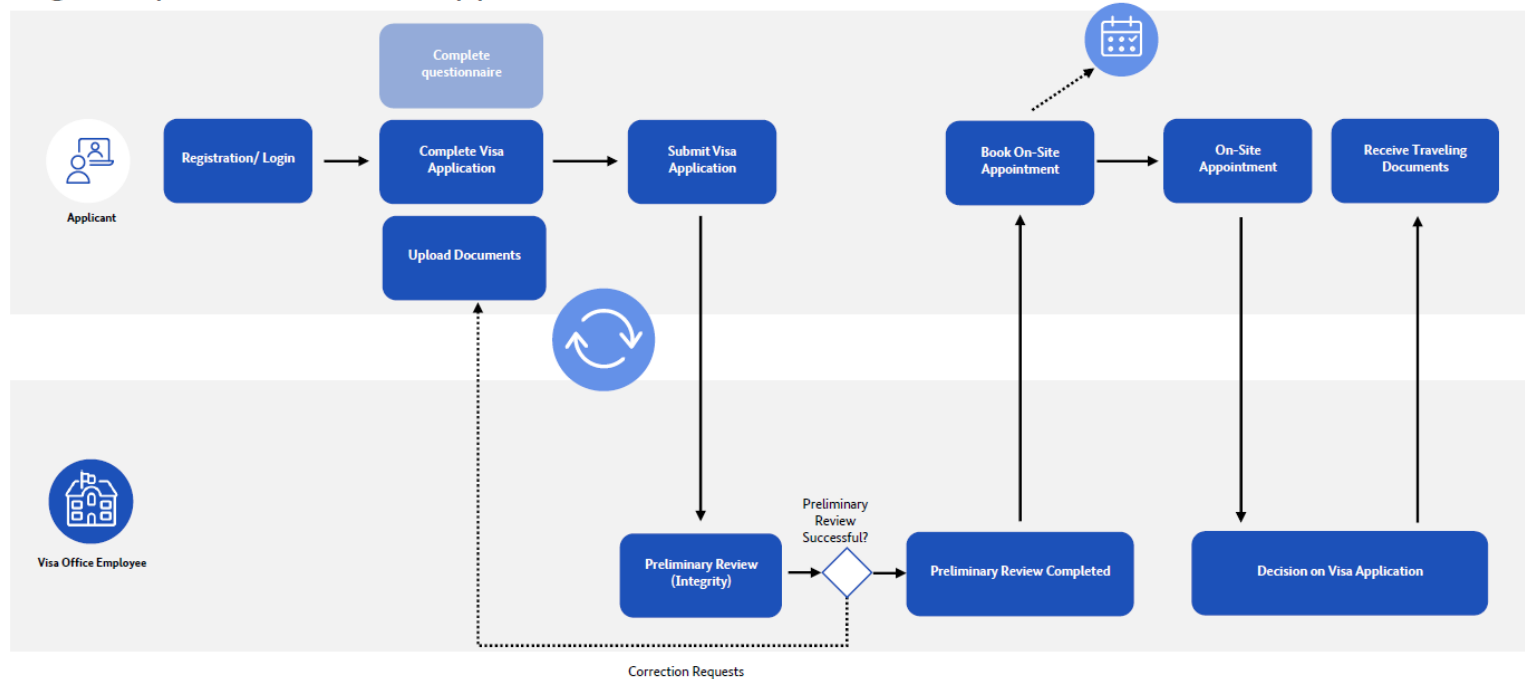 Complete
questionnaire
Registration/ Login
Complete Visa
Application
Submit Visa
Application
Book On-Site
Appointment
On-Site
Appointment
Receive Traveling
Documents
Applicant
Upload Documents
Preliminary
Review
Successful?
Visa Office Employee
Preliminary Review
(Integrity)
Preliminary Review Completed
Decision on Visa Application
Correction Requests